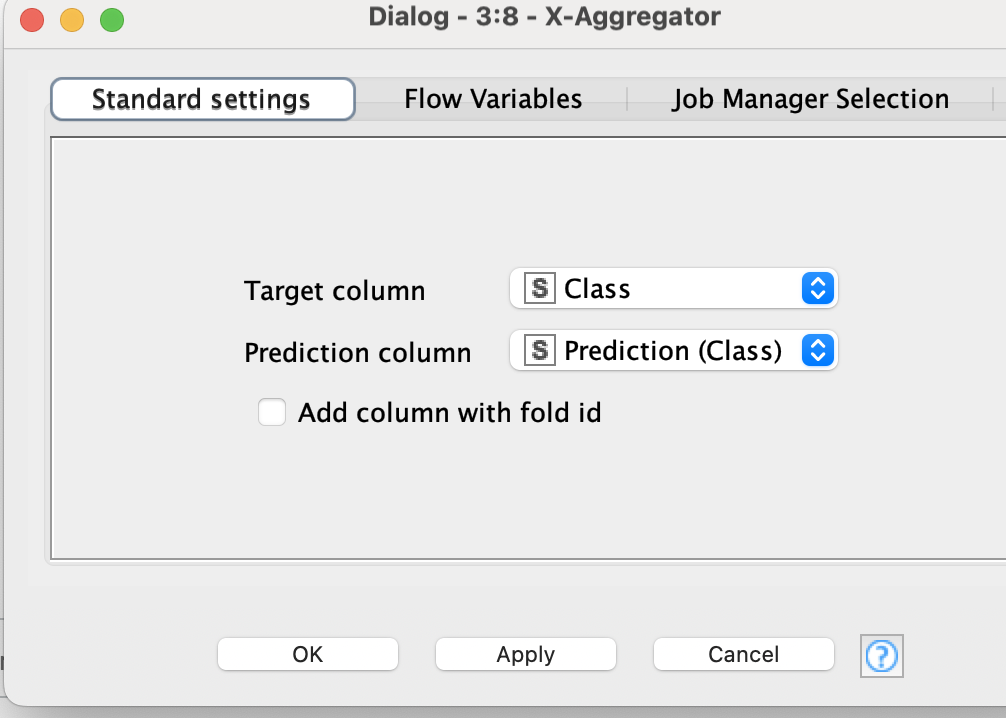 Dialog - 3:8 - X-Aggregator
Standard settings Flow Variables Job Manager Selection
Target column S Class
Prediction column S Prediction (Class)
Add column with fold id
OK Apply Cancel ?